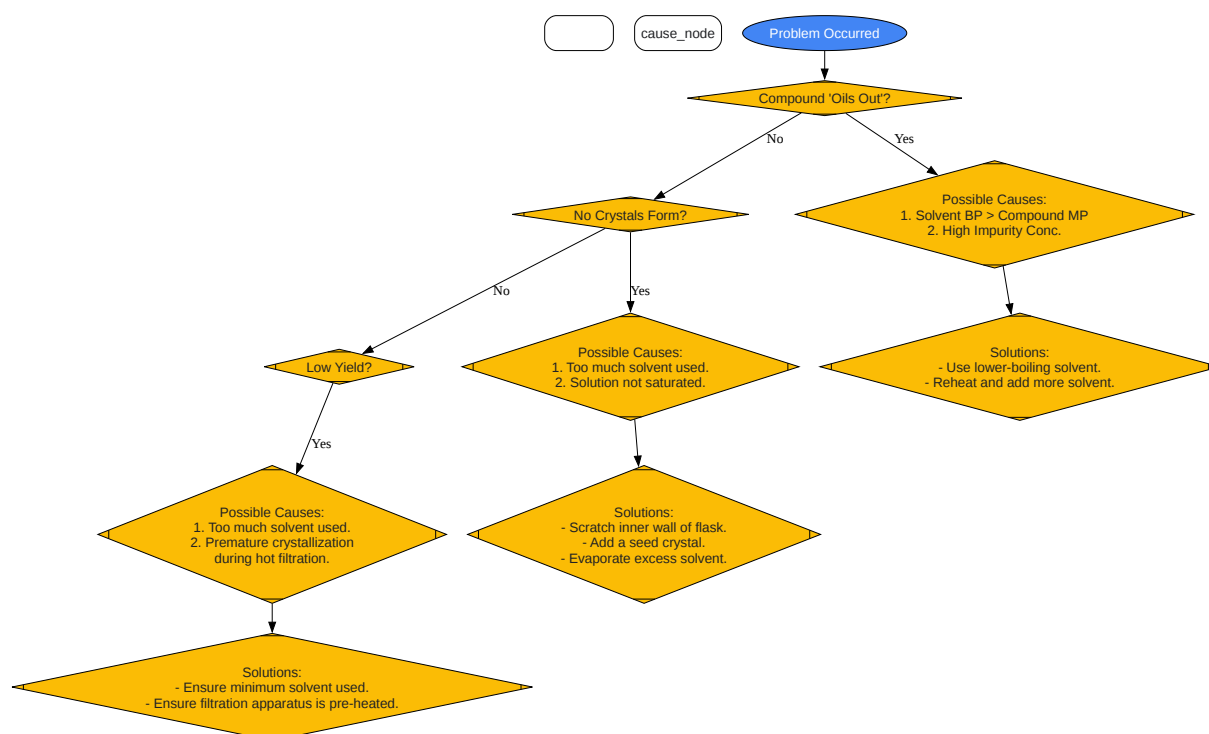 cause_node
Problem Occurred
Compound 'Oils Out'?
No
Yes
No Crystals Form?
Possible Causes:
1. Solvent BP > Compound MP
2. High Impurity Conc.
No
Yes
Low Yield?
Possible Causes:
1. Too much solvent used.
2. Solution not saturated.
Solutions:
- Use lower-boiling solvent.
- Reheat and add more solvent.
Yes
Possible Causes:
1. Too much solvent used.
2. Premature crystallization
during hot filtration.
Solutions:
- Scratch inner wall of flask.
- Add a seed crystal.
- Evaporate excess solvent.
Solutions:
- Ensure minimum solvent used.
- Ensure filtration apparatus is pre-heated.